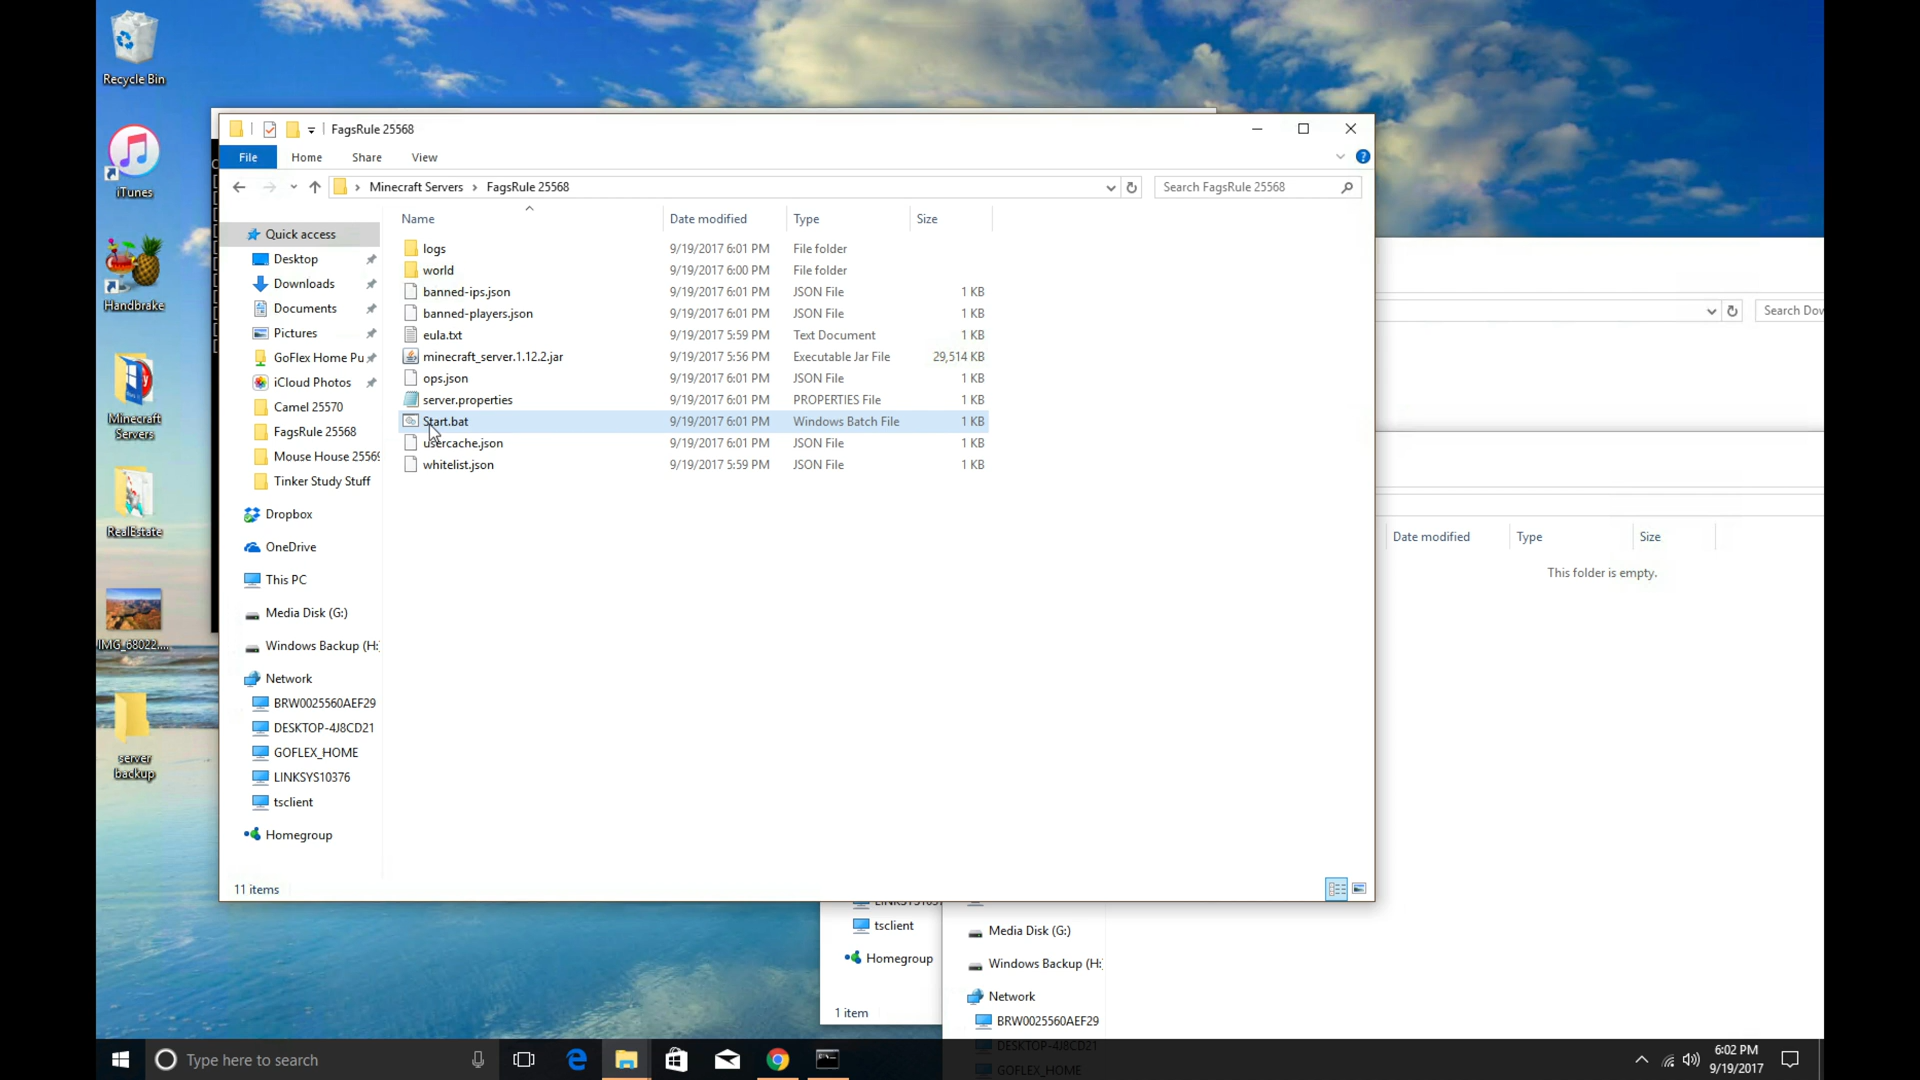 Recycle Bin
iTunes
Handbrake
Minecraft
Servers
RealEstate
IMG_68022....
server
backup
FagsRule 25568
File Home Share View
Minecraft Servers › FagsRule 25568
Search FagsRule 25568
Name Date modified Type Size
logs 9/19/2017 6:01 PM File folder
world 9/19/2017 6:00 PM File folder
banned-ips.json 9/19/2017 6:01 PM JSON File 1 KB
banned-players.json 9/19/2017 6:01 PM JSON File 1 KB
eula.txt 9/19/2017 5:59 PM Text Document 1 KB
minecraft_server.1.12.2.jar 9/19/2017 5:56 PM Executable Jar File 29,514 KB
ops.json 9/19/2017 6:01 PM JSON File 1 KB
server.properties 9/19/2017 6:01 PM PROPERTIES File 1 KB
Start.bat 9/19/2017 6:01 PM Windows Batch File 1 KB
usercache.json 9/19/2017 6:01 PM JSON File 1 KB
whitelist.json 9/19/2017 5:59 PM JSON File 1 KB
Quick access
Desktop
Downloads
Documents
Pictures
GoFlex Home Pu
iCloud Photos
Camel 25570
FagsRule 25568
Mouse House 25569
Tinker Study Stuff
Dropbox
OneDrive
This PC
Media Disk (G:)
Windows Backup (H:
Network
BRW0025560AEF29
DESKTOP-4J8CD21
GOFLEX_HOME
LINKSYS10376
tsclient
Homegroup
11 items
Search Dow
Date modified Type Size
This folder is empty.
tsclient
Homegroup
1 item
Media Disk (G:)
Windows Backup (H:
Network
BRW0025560AEF29
DESKTOP-4J8CD21
GOFLEX_HOME
Type here to search
6:02 PM
9/19/2017